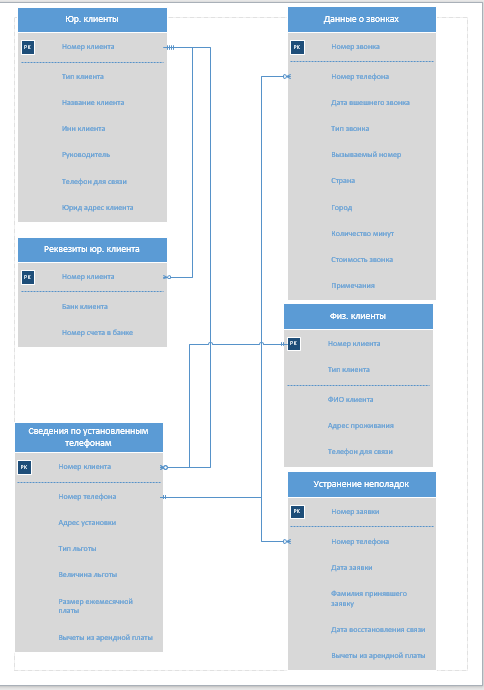 Юр. клиенты
PK
Номер клиента
Тип клиента
Название клиента
Инн клиента
Руководитель
Телефон для связи
Юрид адрес клиента
Реквезиты юр. клиента
PK
Номер клиента
Банк клиента
Номер счета в банке
Сведения по установленным
телефонам
PK
Номер клиента
Номер телефона
Адрес установки
Тип льготы
Величина льготы
Размер ежемесячной
платы
Вычеты из арендной платы
Данные о звонках
PK
Номер звонка
Номер телефона
Дата ввешнего звонка
Тип звонка
Вызываемый номер
Страна
Город
Количество минут
Стоимость звонка
Примечания
Физ. клиенты
PK
Номер клиента
Тип клиента
ФИО клиента
Адрес проживания
Телефон для связи
Устранение неполадок
PK
Номер заявки
Номер телефона
Дата заявки
Фамилия принявшего
заявку
Дата восстановления связи
Вычеты из арендной платы